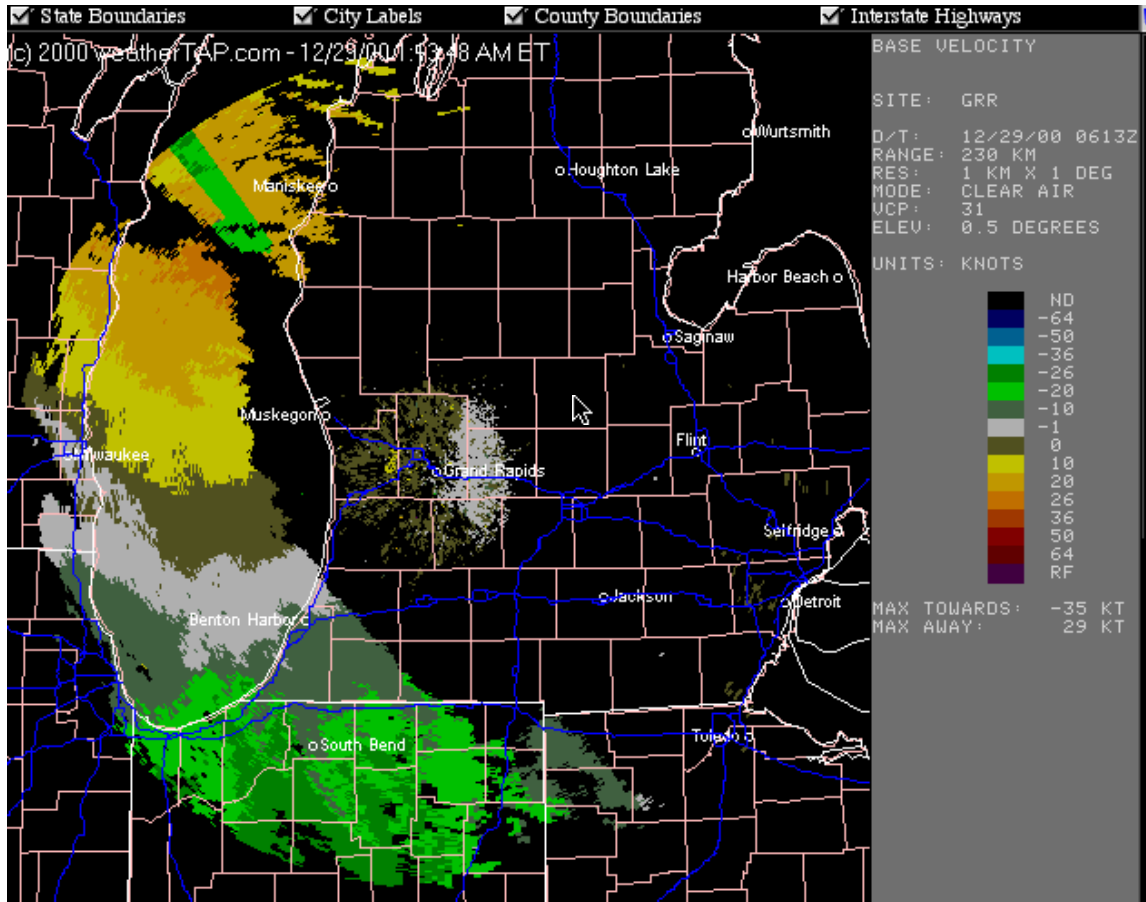 State Boundaries
City Labels
County Boundaries
Interstate Highways
(c) 2000 weatherTAP.com - 12/29/00 1:53:48 AM ET
BASE VELOCITY
SITE: GRR
D/T: 12/29/00 0613Z
RANGE: 230 KM
RES: 1 KM X 1 DEG
MODE: CLEAR AIR
VCP: 31
ELEV: 0.5 DEGREES
UNITS: KNOTS
ND
-64
-50
-36
-26
-20
-10
-1
0
10
20
26
36
50
64
RF
MAX TOWARDS: -35 KT
MAX AWAY: 29 KT
Wurtsmith
Houghton Lake
Maniskee
Harbor Beach
Saginaw
Muskegon
Flint
Milwaukee
Grand Rapids
Selfridge
Jackson
Detroit
Benton Harbor
Toledo
South Bend